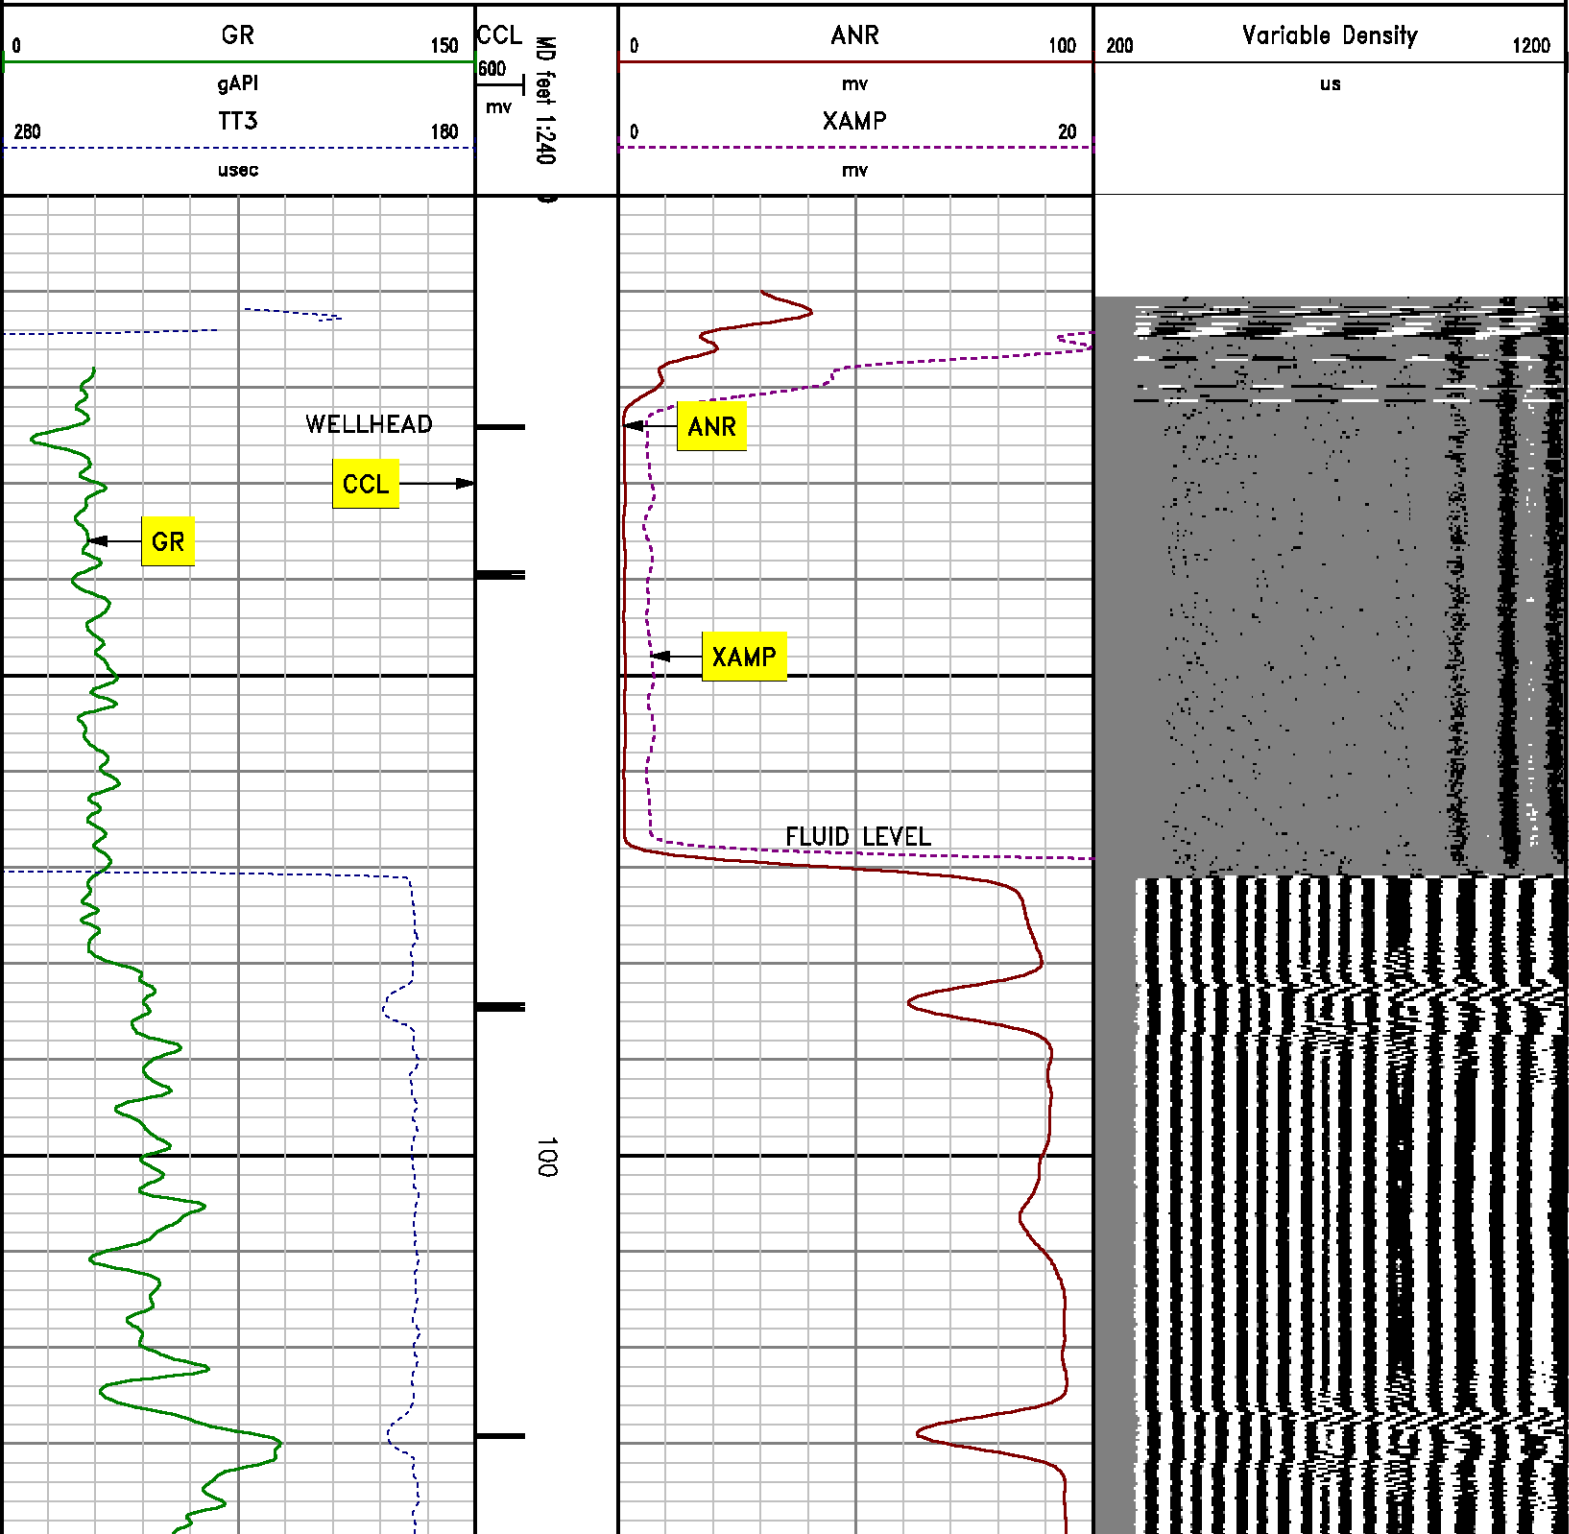 GR
0 150
gAPI
TT3
280 180
usec
CCL
600
mv
MD feet 1:240
ANR
0 100
mv
XAMP
0 20
mv
Variable Density
200 1200
us
WELLHEAD
ANR
CCL
GR
XAMP
FLUID LEVEL
100